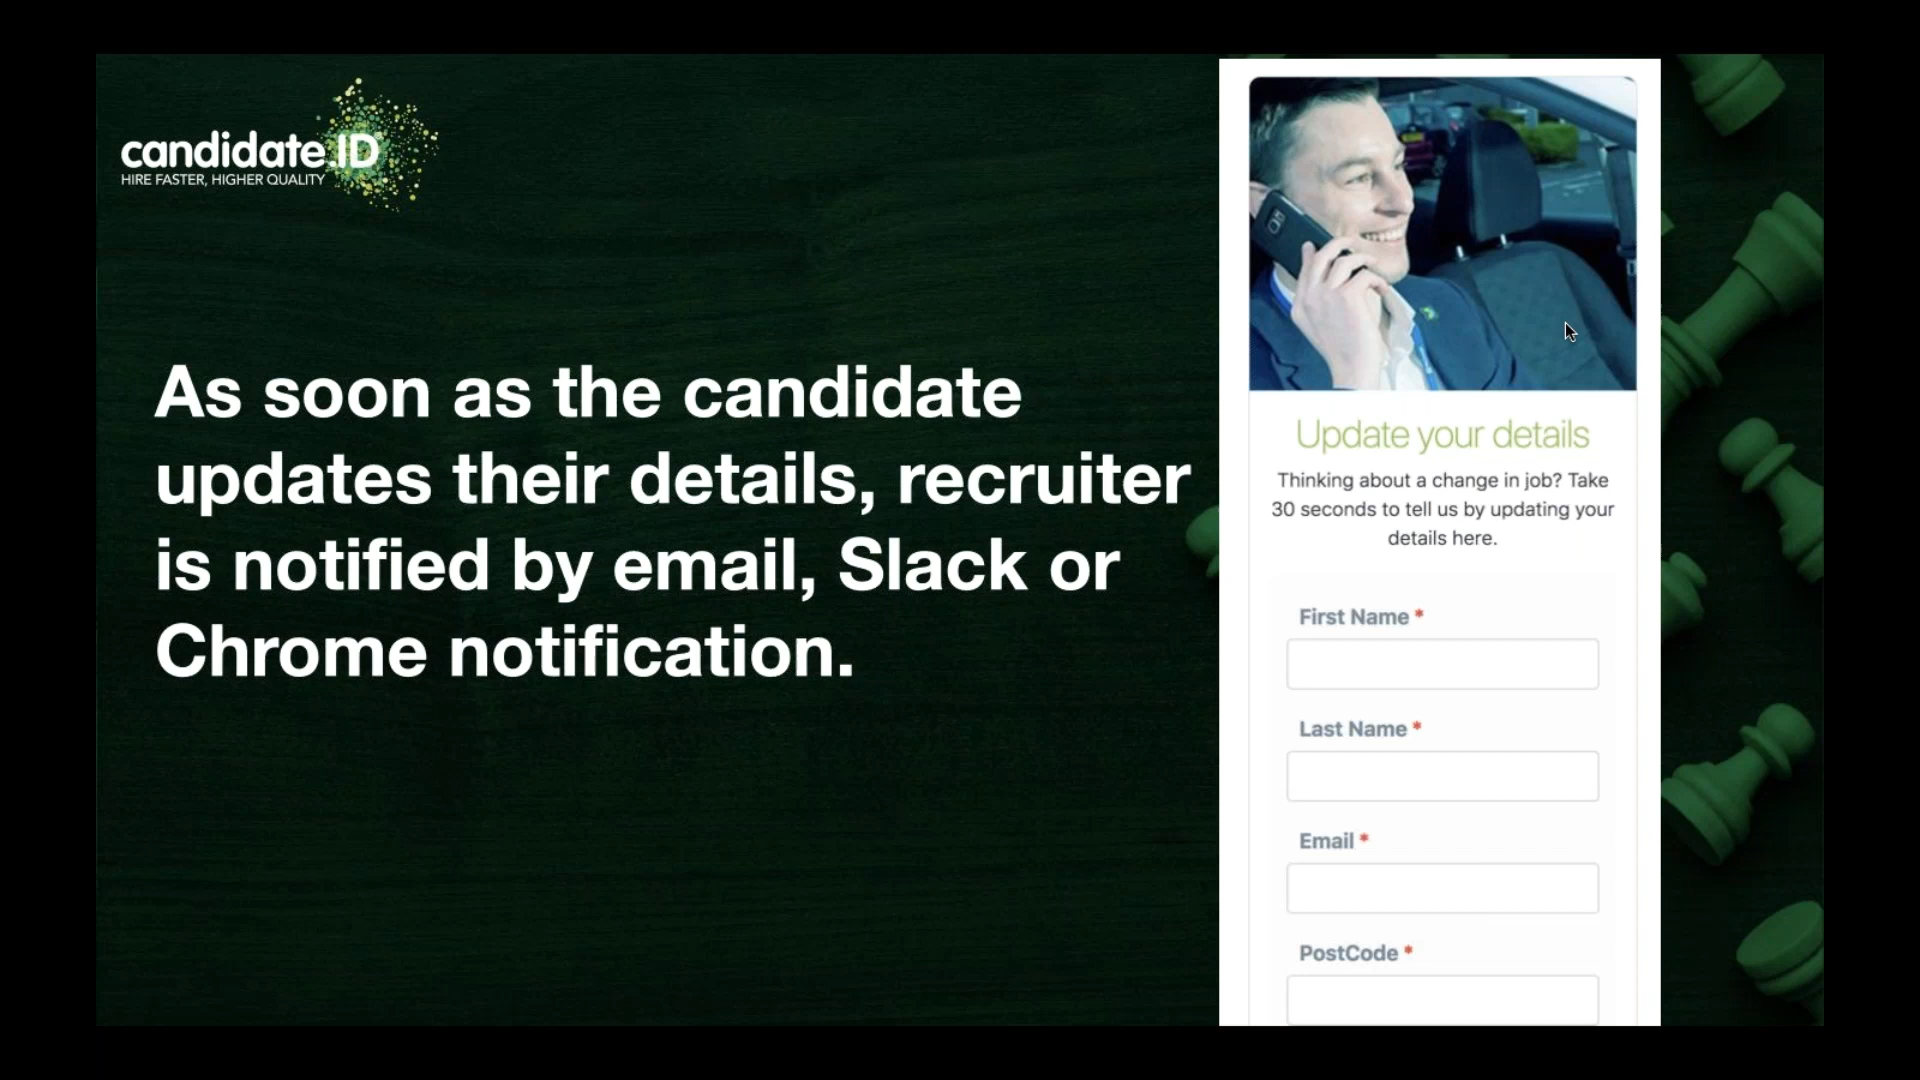 candidate.ID
HIRE FASTER, HIGHER QUALITY
As soon as the candidate
updates their details, recruiter
is notified by email, Slack or
Chrome notification.
Update your details
Thinking about a change in job? Take
30 seconds to tell us by updating your
details here.
First Name *
Last Name *
Email *
PostCode *